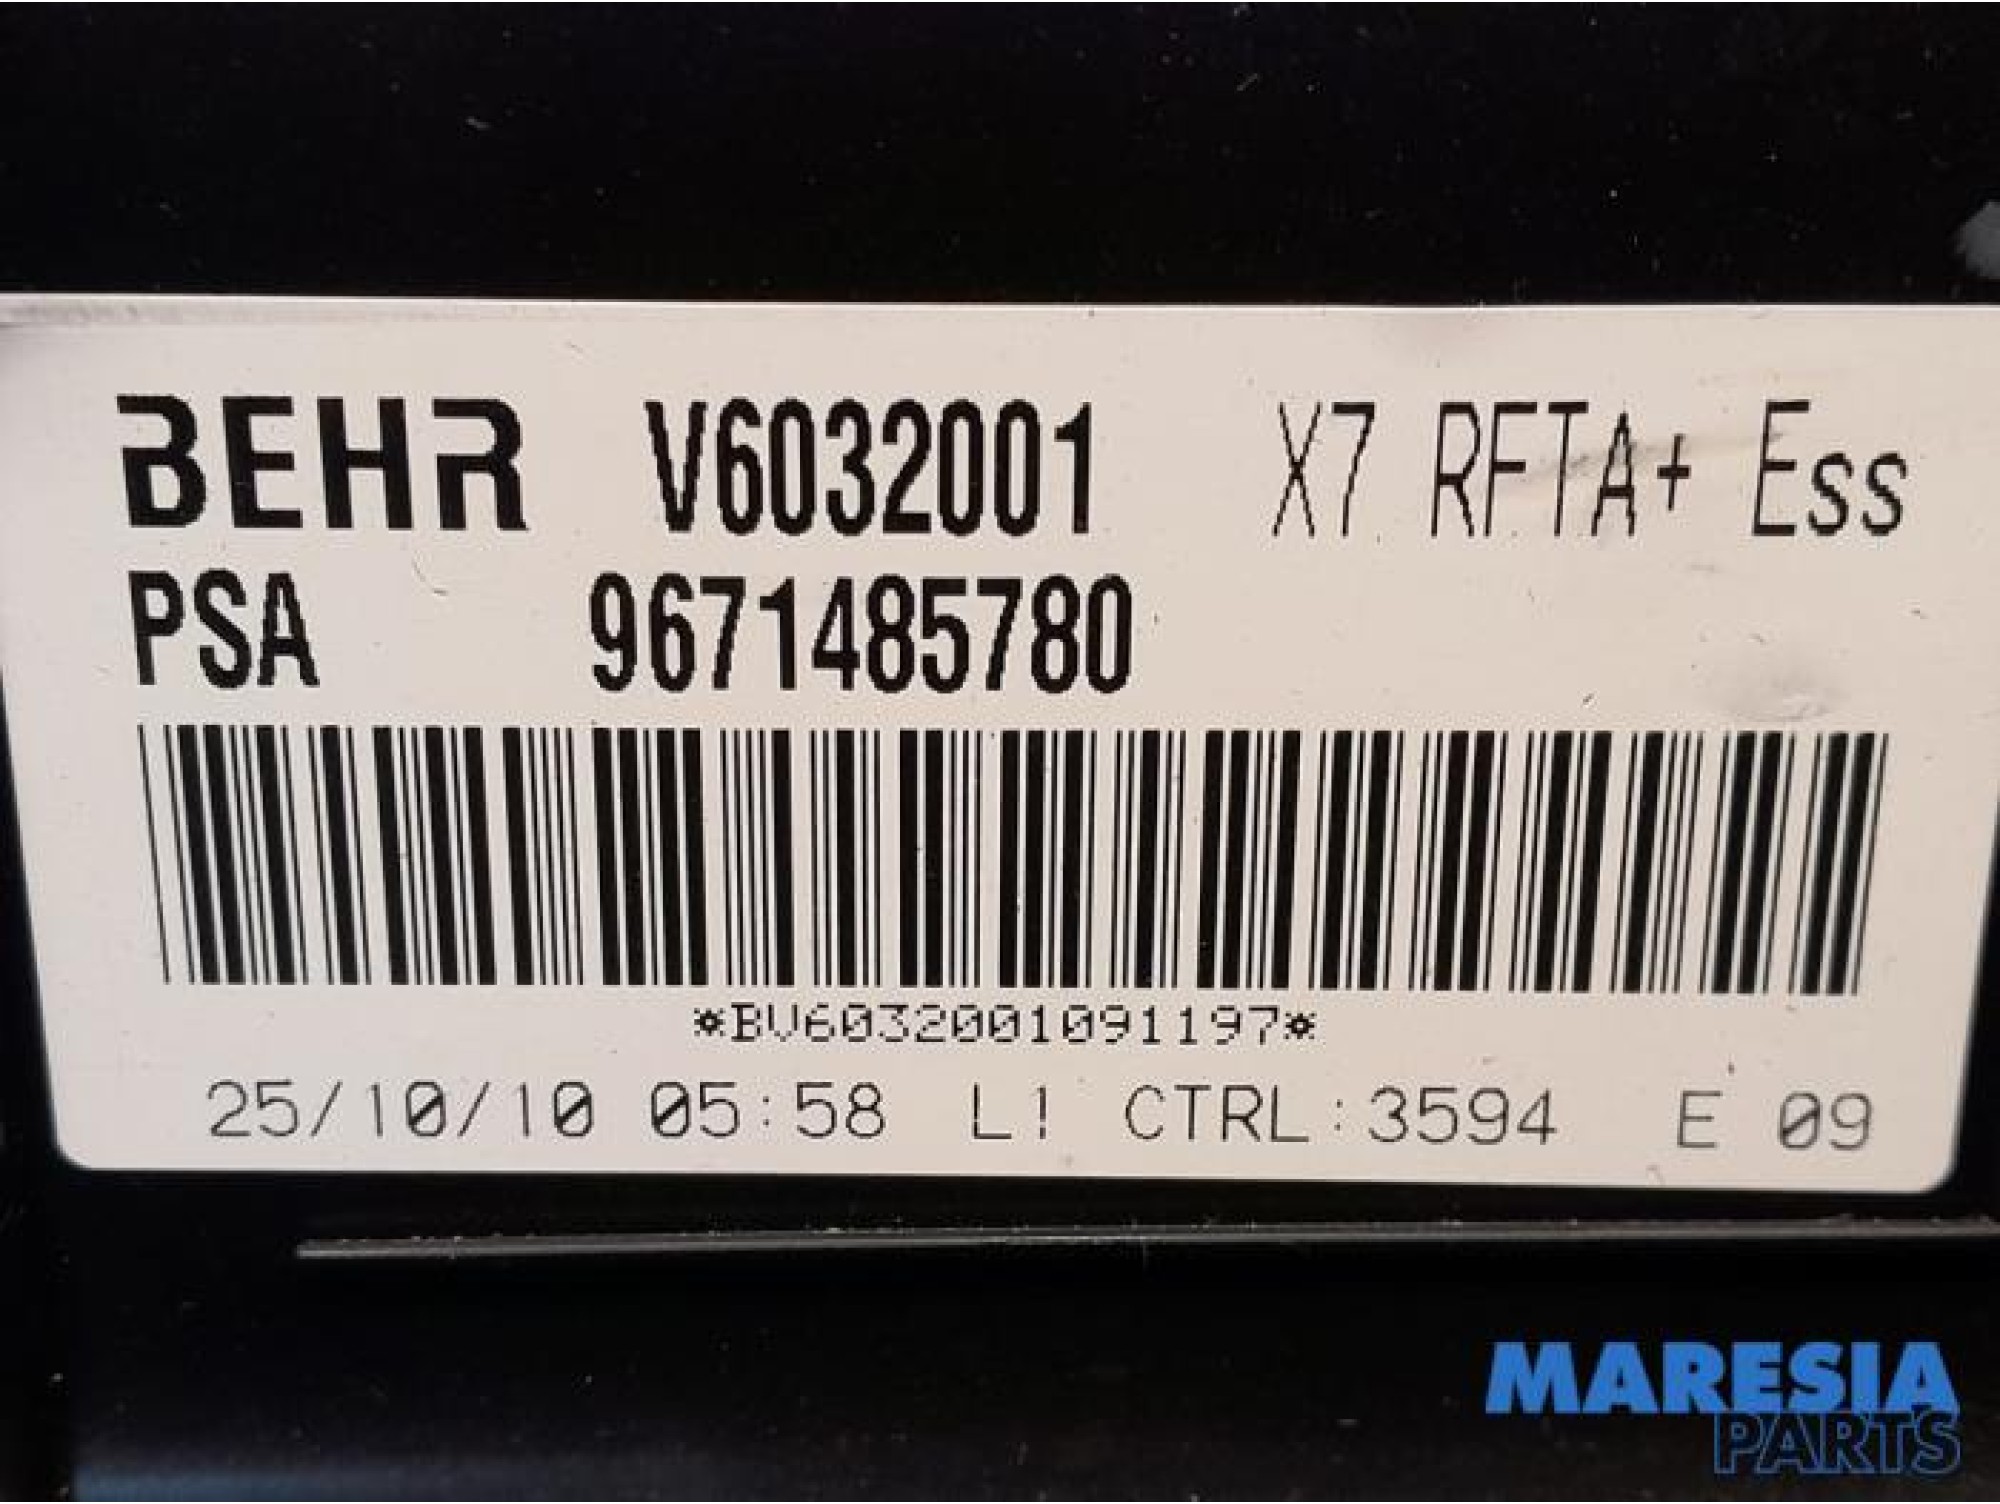 BEHR V6032001 X7 RFTA+ Ess
PSA 9671485780
*BV6032001091197*
25/10/10 05:58 L! CTRL:3594 E 09
MARESIA
PARTS